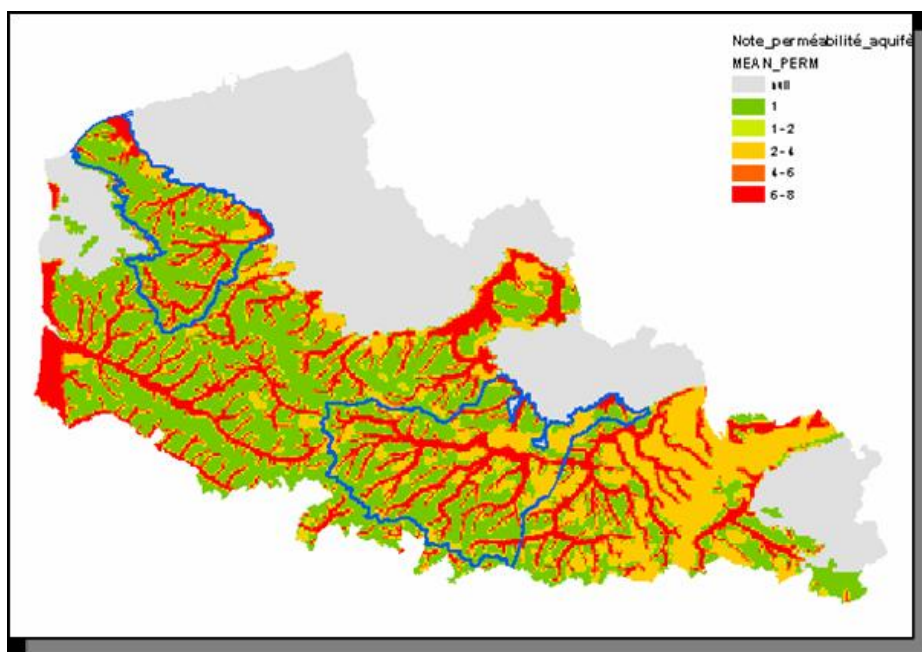 Note_perméabilité_aquifè
MEAN_PERM
null
1
1-2
2-4
4-6
6-8